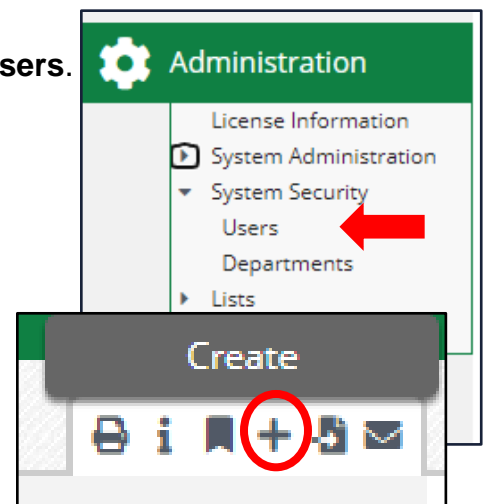 sers.
Administration
License Information
System Administration
System Security
Users
Departments
Lists
Create